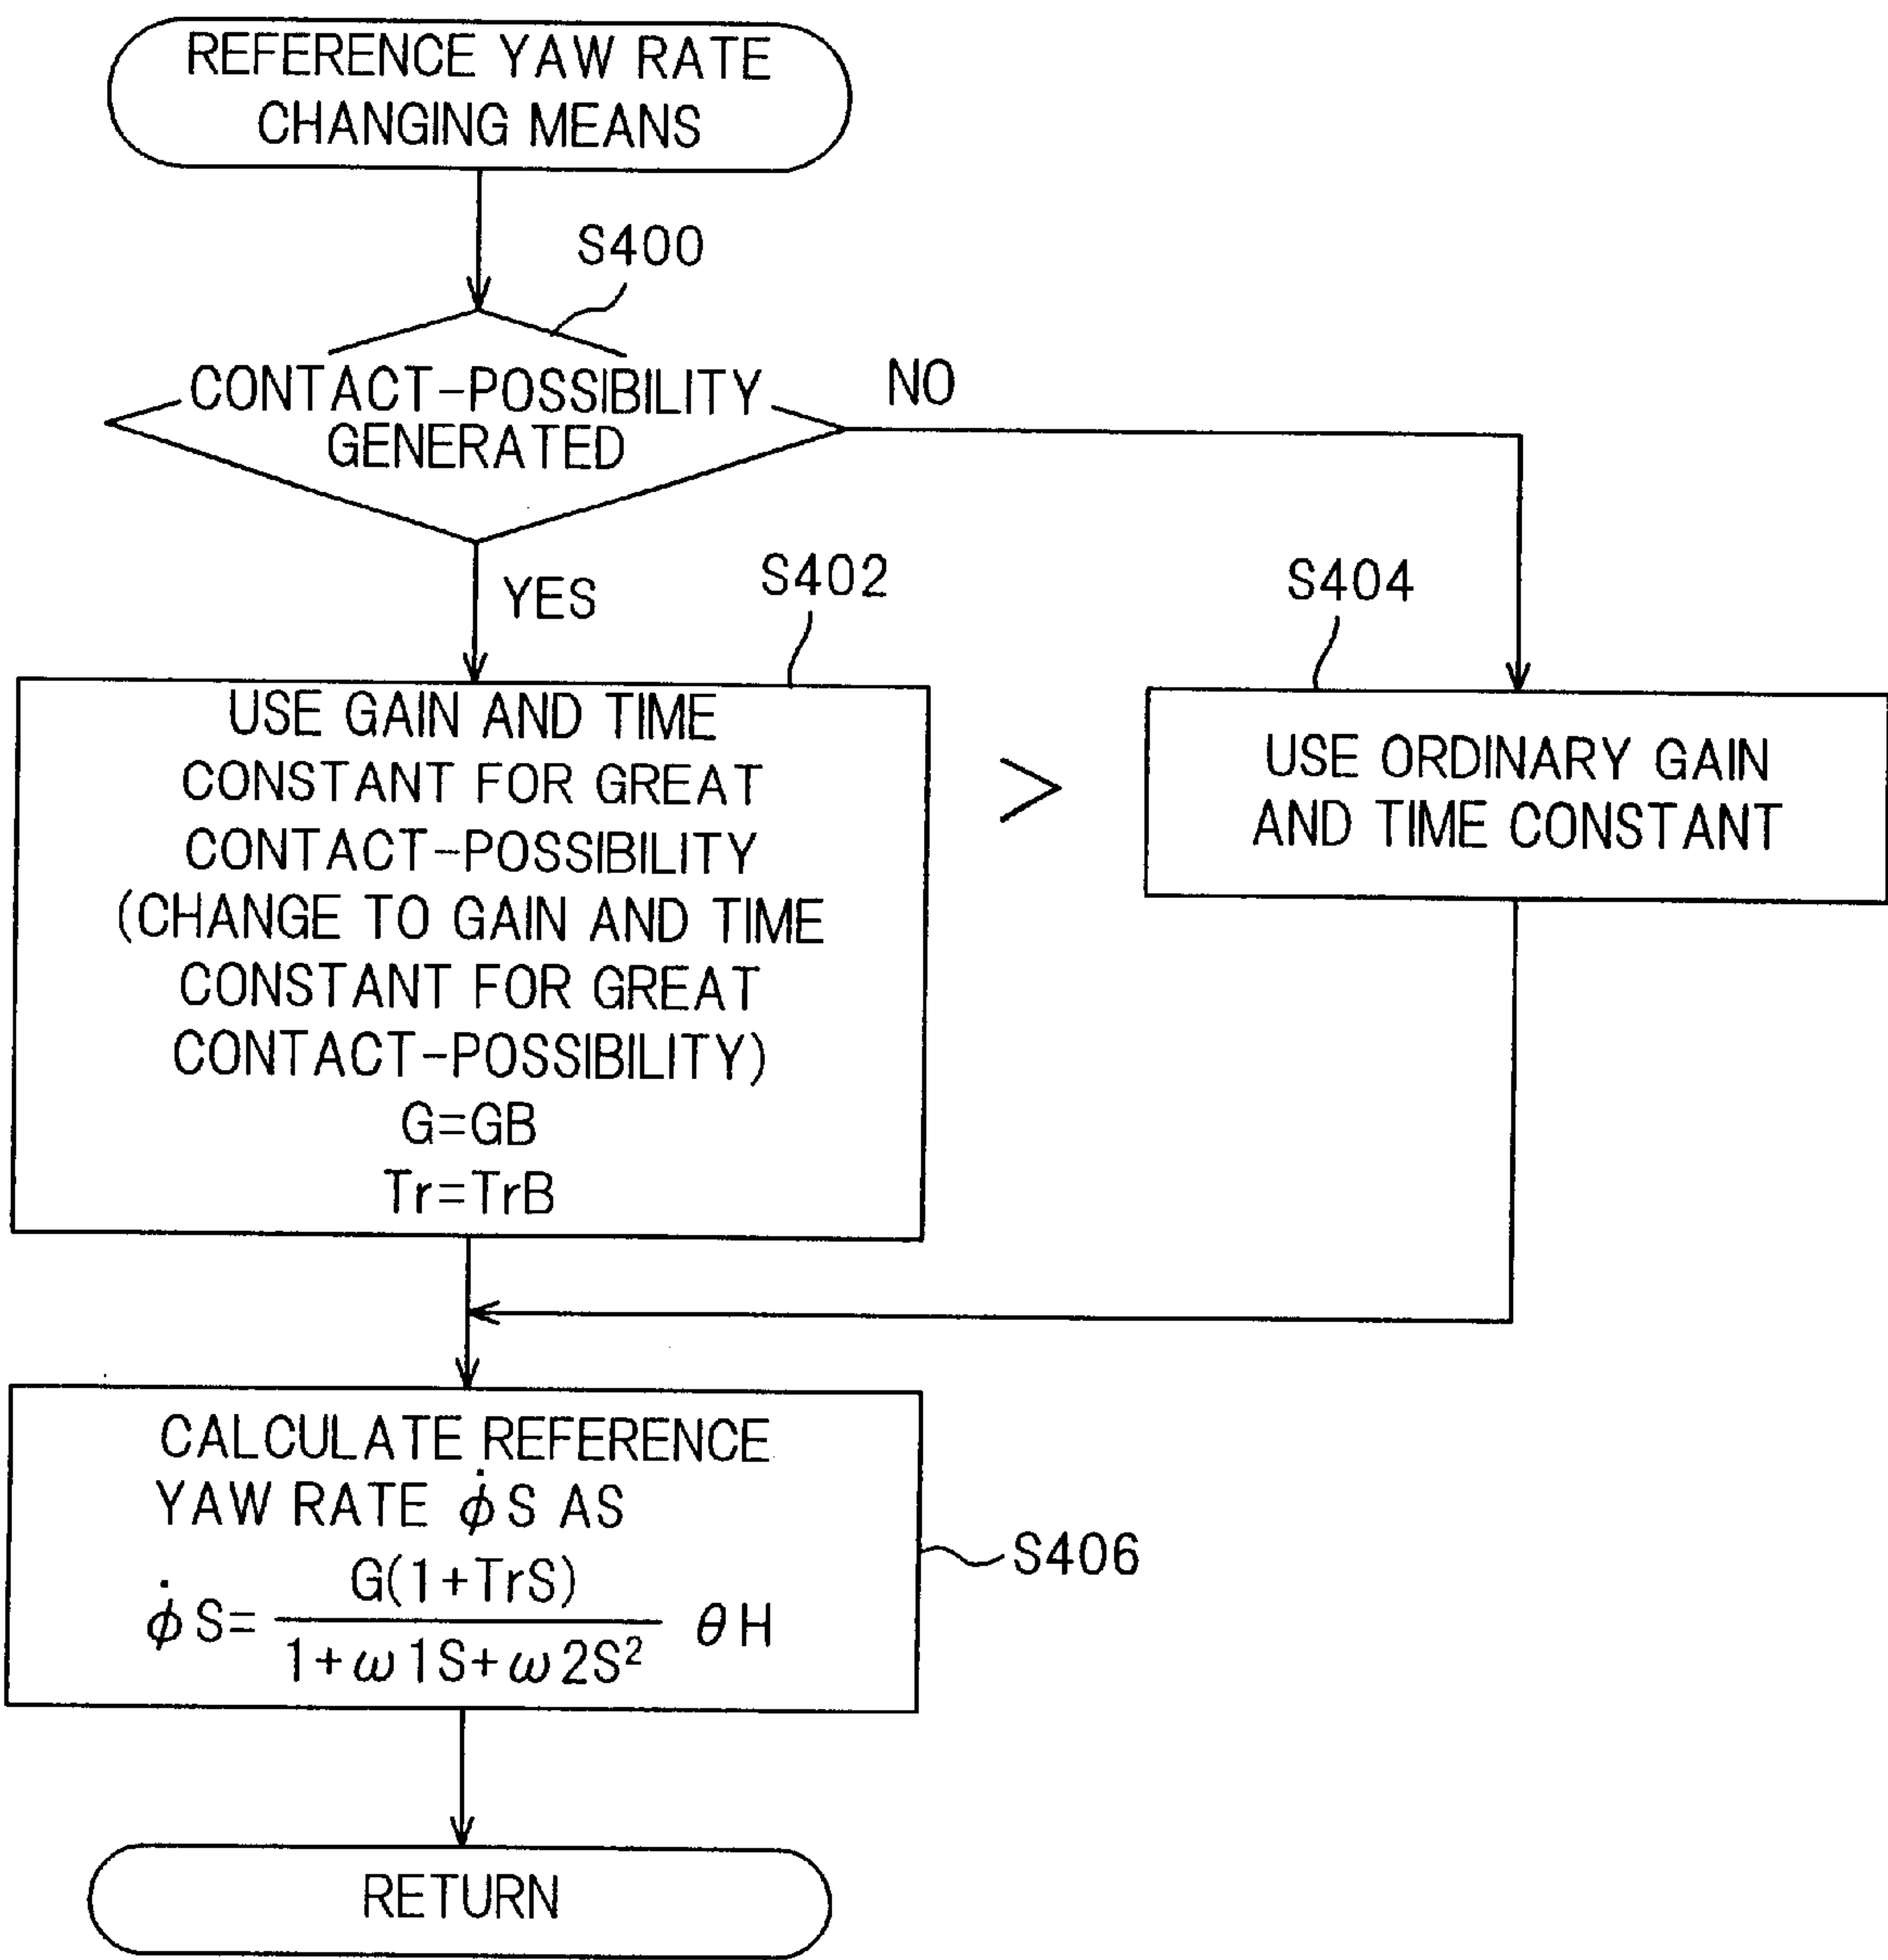 REFERENCE YAW RATE
CHANGING MEANS
S400
CONTACT-POSSIBILITY
GENERATED
NO
YES
S402
S404
USE GAIN AND TIME
CONSTANT FOR GREAT
CONTACT-POSSIBILITY
(CHANGE TO GAIN AND TIME
CONSTANT FOR GREAT
CONTACT-POSSIBILITY)
G=GB
Tr=TrB
>
USE ORDINARY GAIN
AND TIME CONSTANT
CALCULATE REFERENCE
YAW RATE φ̇S AS
φ̇S= G(1+TrS) / 1+ω1S+ω2S² θH
S406
RETURN